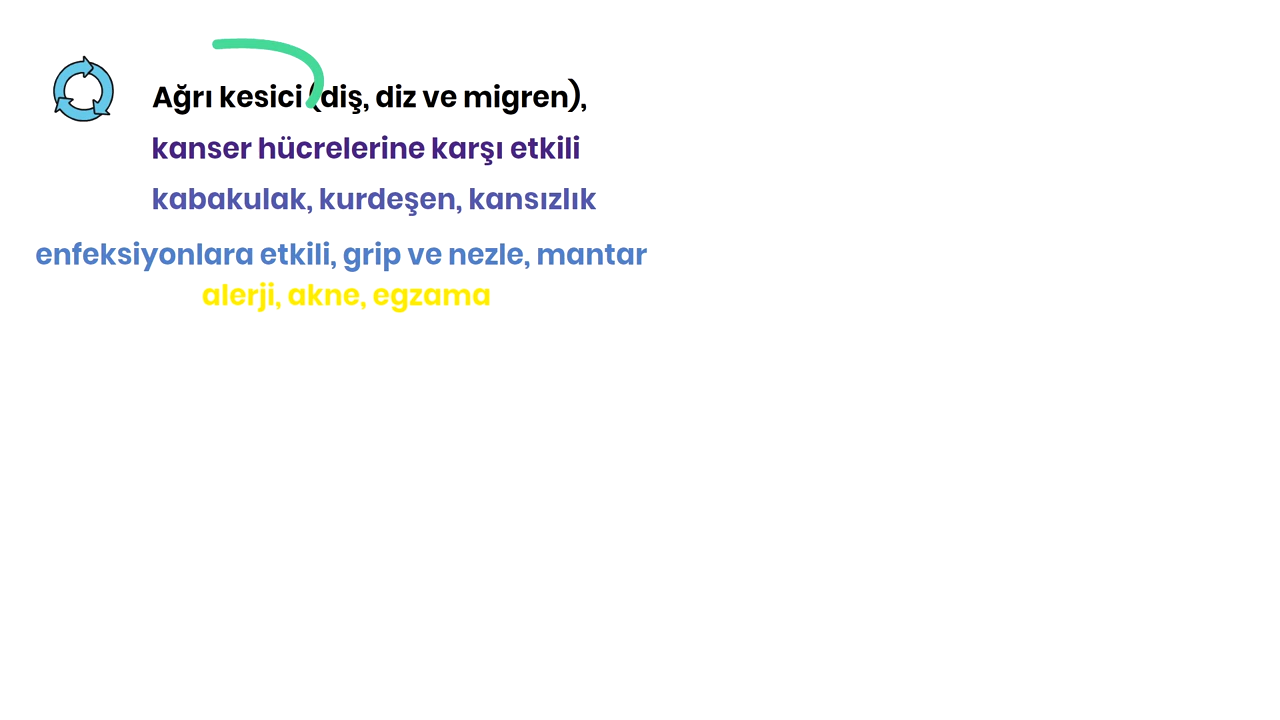 Ağrı kesici (diş, diz ve migren),
kanser hücrelerine karşı etkili
kabakulak, kurdeşen, kansızlık
enfeksiyonlara etkili, grip ve nezle, mantar
alerji, akne, egzama